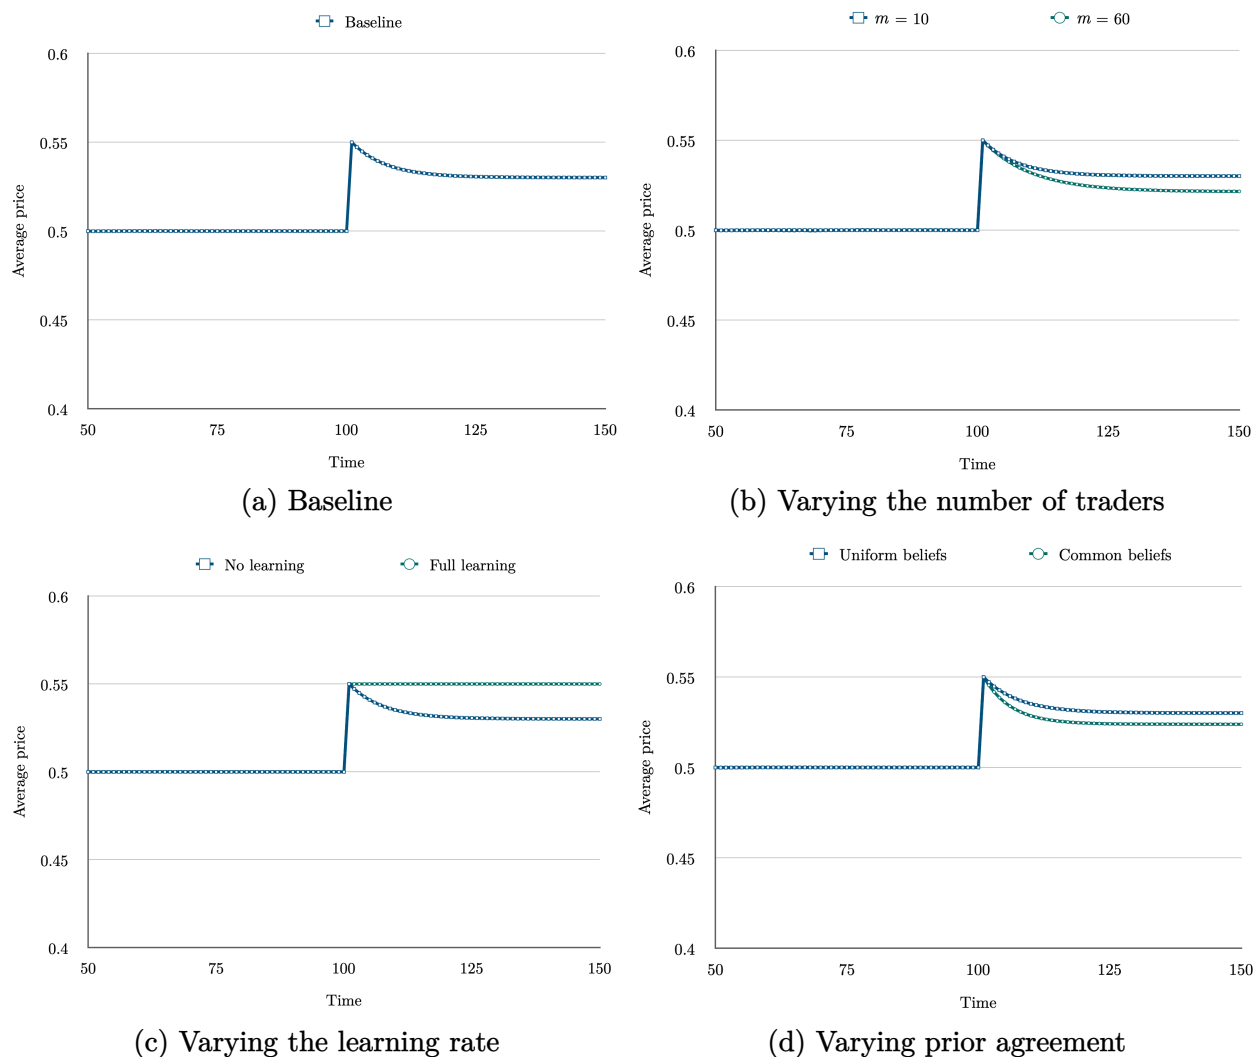 Baseline
0.6
0.55
0.5
0.45
0.4
Average price
50 75 100 125 150
Time
(a) Baseline
m = 10 m = 60
0.6
0.55
0.5
0.45
0.4
Average price
50 75 100 125 150
Time
(b) Varying the number of traders
No learning Full learning
0.6
0.55
0.5
0.45
0.4
Average price
50 75 100 125 150
Time
(c) Varying the learning rate
Uniform beliefs Common beliefs
0.6
0.55
0.5
0.45
0.4
Average price
50 75 100 125 150
Time
(d) Varying prior agreement